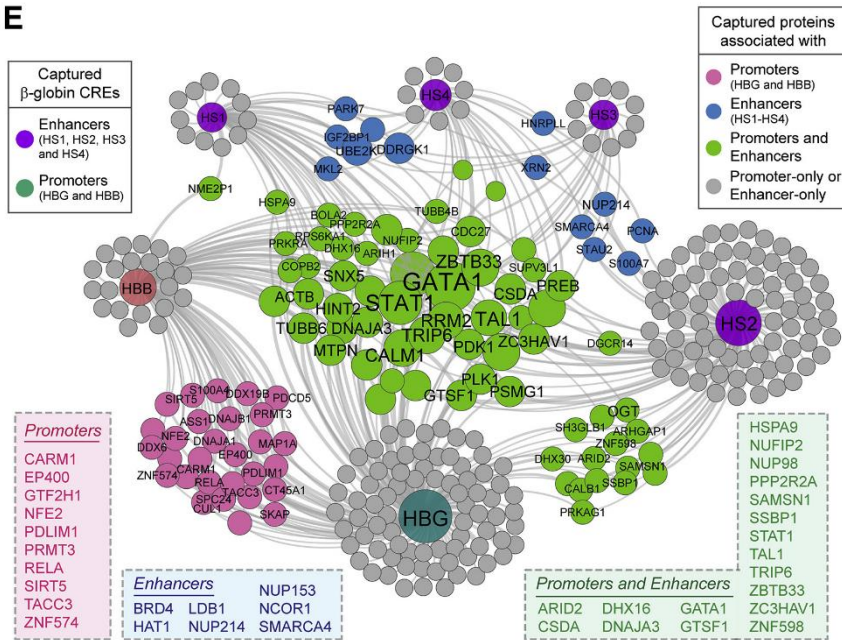 E
Captured
β-globin CREs
Enhancers
(HS1, HS2, HS3
and HS4)
Promoters
(HBG and HBB)
Captured proteins
associated with
Promoters
(HBG and HBB)
Enhancers
(HS1-HS4)
Promoters and
Enhancers
Promoter-only or
Enhancer-only
HS1
HS4
HS3
PARK7
IGF2BP1
UBE2K
DDRGK1
MKL2
HNRPLL
XRN2
NME2P1
HSPA9
BOLA2
PPP2R2A
TUBB4B
RPS6KA1
NUFIP2
CDC27
PRKRA
DHX16
ARIH1
ZBTB33
COPB2
SNX5
GATA1
SUPV3L1
NUP214
SMARCA4
PCNA
STAU2
S100A7
HBB
ACTB
HINT2
STAT1
CSDA
PREB
TUBB6
DNAJA3
RRM2
TAL1
TRIP6
MTPN
CALM1
PDK1
ZC3HAV1
DGCR14
HS2
PLK1
GTSF1
PSMG1
S100A4
SIRT5
DDX19B
PDCD5
ASS1
DNAJB1
PRMT3
NFE2
DDX6
DNAJA1
MAP1A
EP400
ZNF574
CARM1
PDLIM1
RELA
TACC3
CT45A1
SPC24
CUL1
SKAP
HBG
OGT
SH3GLB1
ARHGAP1
ZNF598
DHX30
ARID2
SAMSN1
CALB1
SSBP1
PRKAG1
Promoters
CARM1
EP400
GTF2H1
NFE2
PDLIM1
PRMT3
RELA
SIRT5
TACC3
ZNF574
Enhancers
NUP153
BRD4 LDB1 NCOR1
HAT1 NUP214 SMARCA4
Promoters and Enhancers
ARID2 DHX16 GATA1
CSDA DNAJA3 GTSF1
HSPA9
NUFIP2
NUP98
PPP2R2A
SAMSN1
SSBP1
STAT1
TAL1
TRIP6
ZBTB33
ZC3HAV1
ZNF598